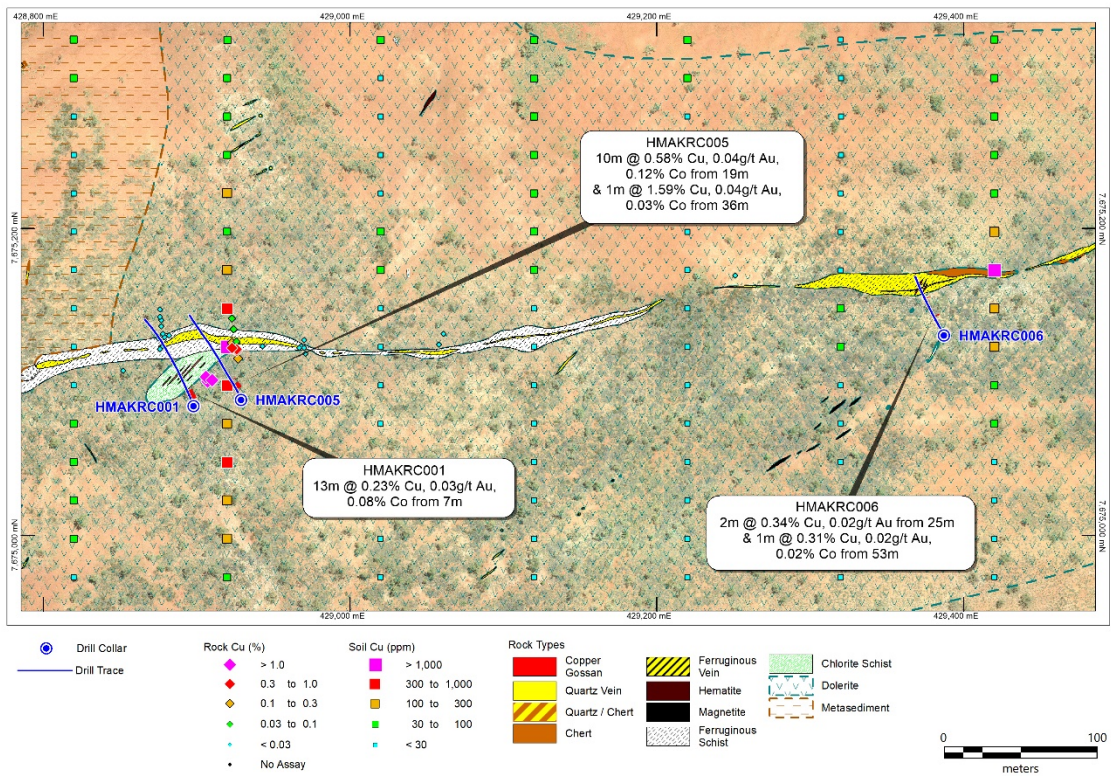 428,800 mE
429,000 mE
429,200 mE
429,400 mE
7,675,200 mN
7,675,200 mN
HMAKRC005
10m @ 0.58% Cu, 0.04g/t Au,
0.12% Co from 19m
& 1m @ 1.59% Cu, 0.04g/t Au,
0.03% Co from 36m
HMAKRC006
HMAKRC001
HMAKRC005
HMAKRC001
13m @ 0.23% Cu, 0.03g/t Au,
0.08% Co from 7m
HMAKRC006
2m @ 0.34% Cu, 0.02g/t Au from 25m
& 1m @ 0.31% Cu, 0.02g/t Au,
0.02% Co from 53m
7,675,000 mN
7,675,000 mN
429,000 mE
429,200 mE
429,400 mE
Drill Collar
Drill Trace
Rock Cu (%)
> 1.0
0.3 to 1.0
0.1 to 0.3
0.03 to 0.1
< 0.03
No Assay
Soil Cu (ppm)
> 1,000
300 to 1,000
100 to 300
30 to 100
< 30
Rock Types
Copper
Gossan
Quartz Vein
Quartz / Chert
Chert
Ferruginous
Vein
Hematite
Magnetite
Ferruginous
Schist
Chlorite Schist
Dolerite
Metasediment
0
100
meters